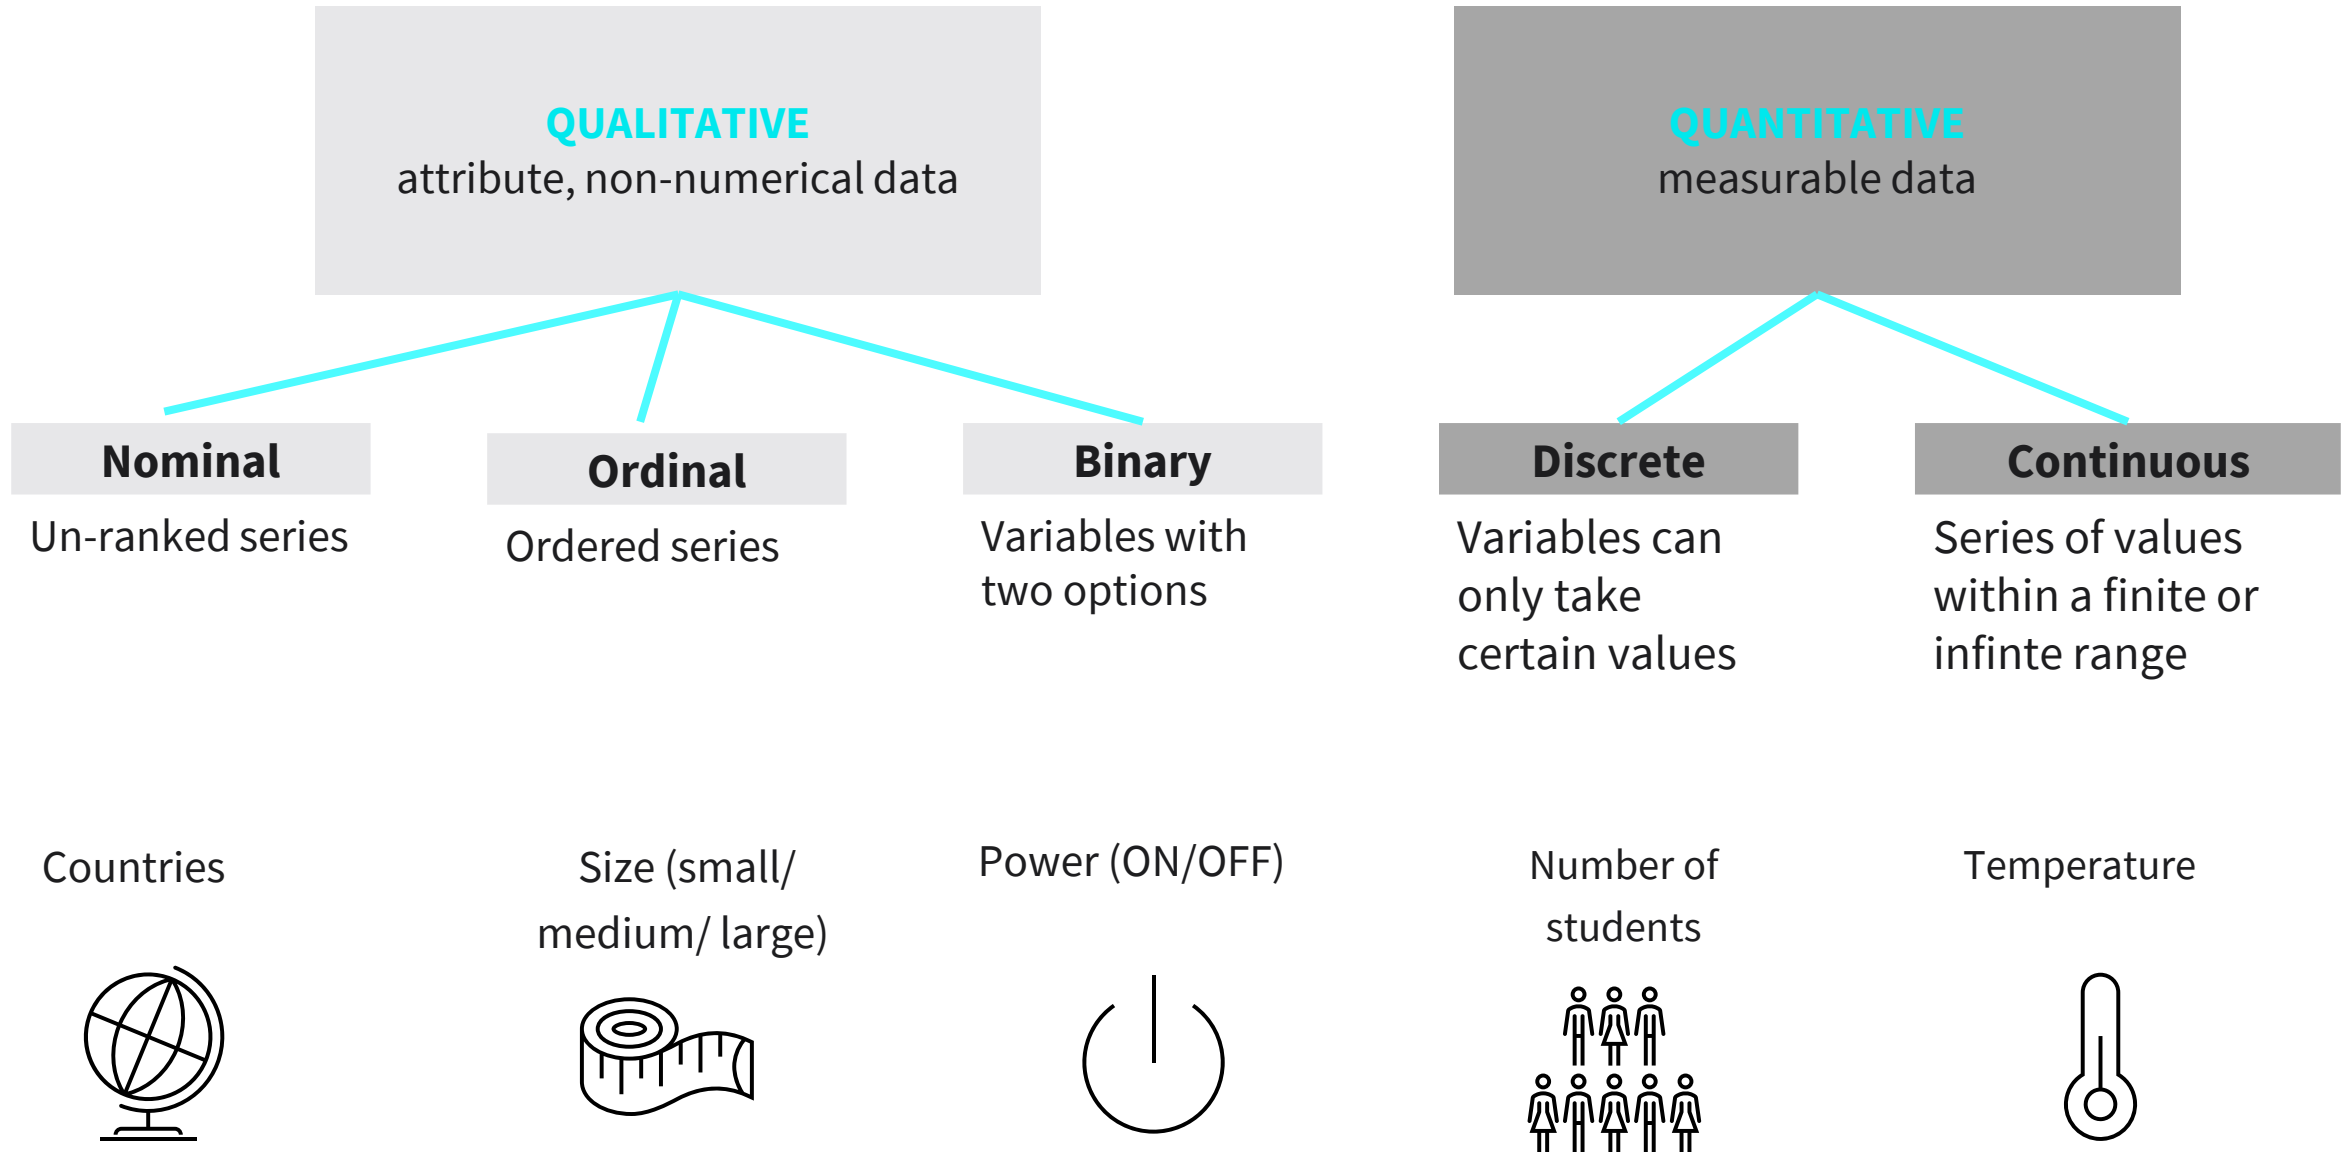 QUALITATIVE
attribute, non-numerical data
QUANTITATIVE
measurable data
Nominal
Un-ranked series
Ordinal
Ordered series
Binary
Variables with
two options
Discrete
Variables can
only take
certain values
Continuous
Series of values
within a finite or
infinte range
Countries
Size (small/
medium/ large)
Power (ON/OFF)
Number of
students
Temperature